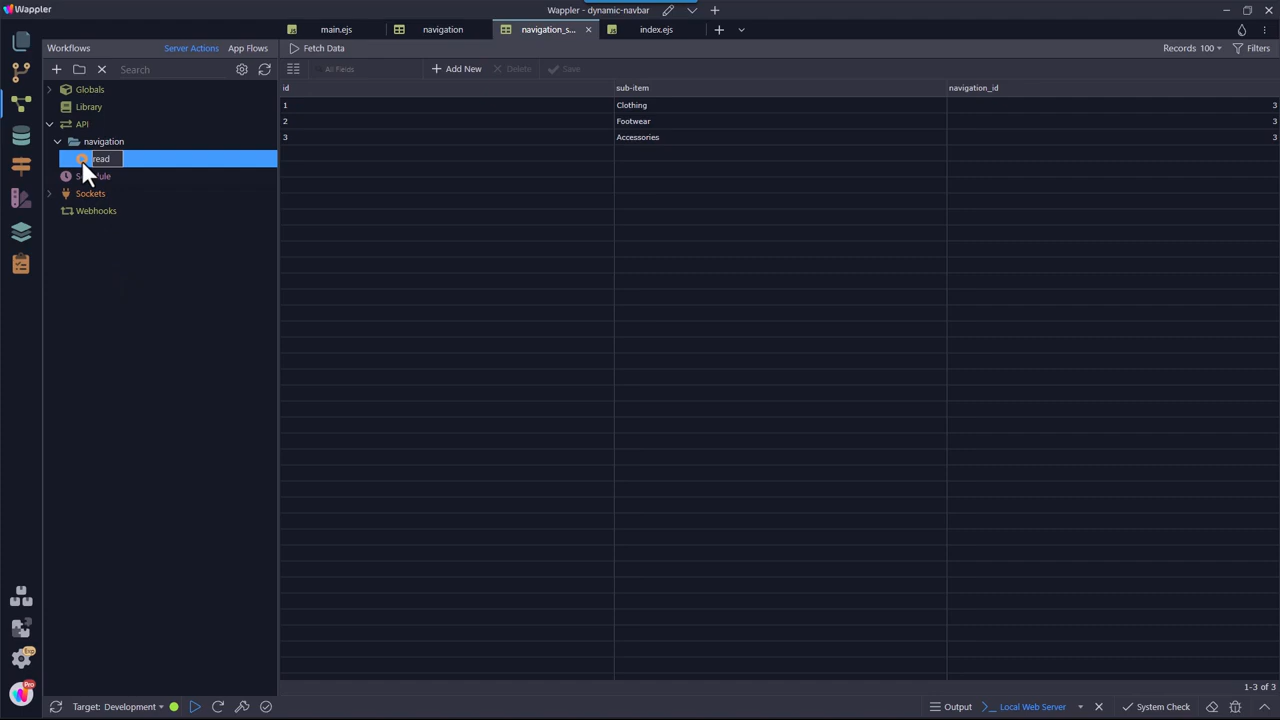 Wappler
Wappler - dynamic-navbar
Workflows
Server Actions
App Flows
main.ejs
navigation
navigation_s...
index.ejs
Fetch Data
Records 100
Filters
Search
All Fields
Add New
Delete
Save
Globals
Library
API
navigation
read
Sockets
Webhooks
id
sub-item
navigation_id
1
Clothing
3
2
Footwear
3
3
Accessories
3
1-3 of 3
Pro
Target: Development
Output
Local Web Server
System Check